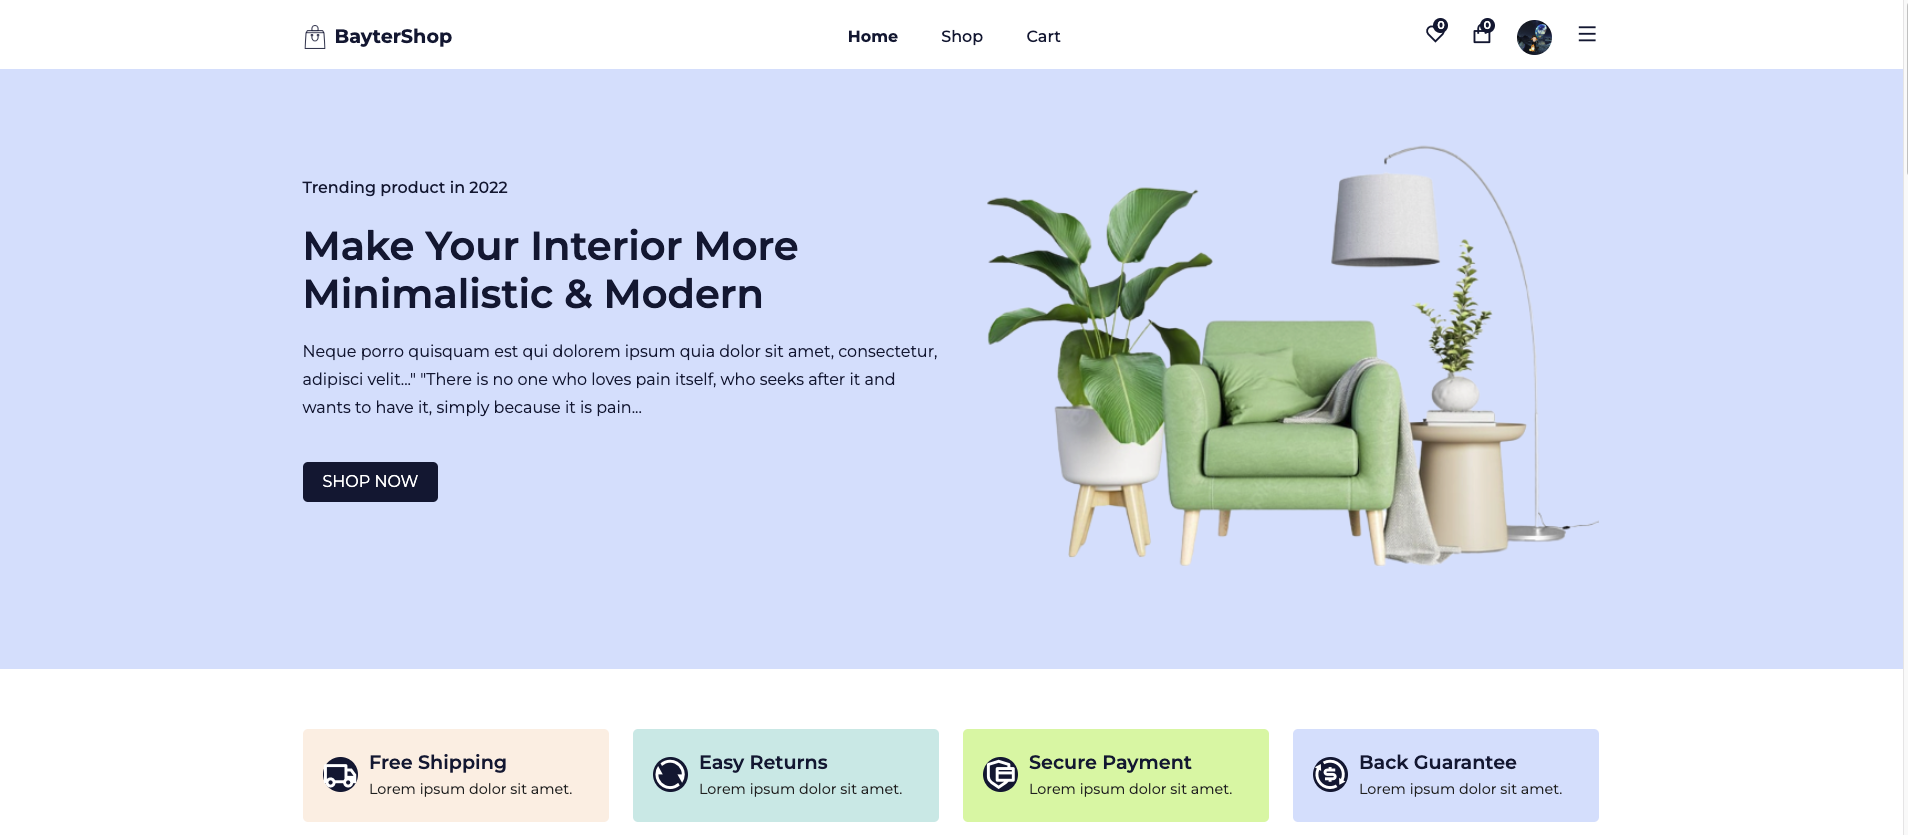 BayterShop
Home
Shop
Cart
0
0
Trending product in 2022
Make Your Interior More
Minimalistic & Modern
Neque porro quisquam est qui dolorem ipsum quia dolor sit amet, consectetur,
adipisci velit..." "There is no one who loves pain itself, who seeks after it and
wants to have it, simply because it is pain...
SHOP NOW
Free Shipping
Lorem ipsum dolor sit amet.
Easy Returns
Lorem ipsum dolor sit amet.
Secure Payment
Lorem ipsum dolor sit amet.
Back Guarantee
Lorem ipsum dolor sit amet.